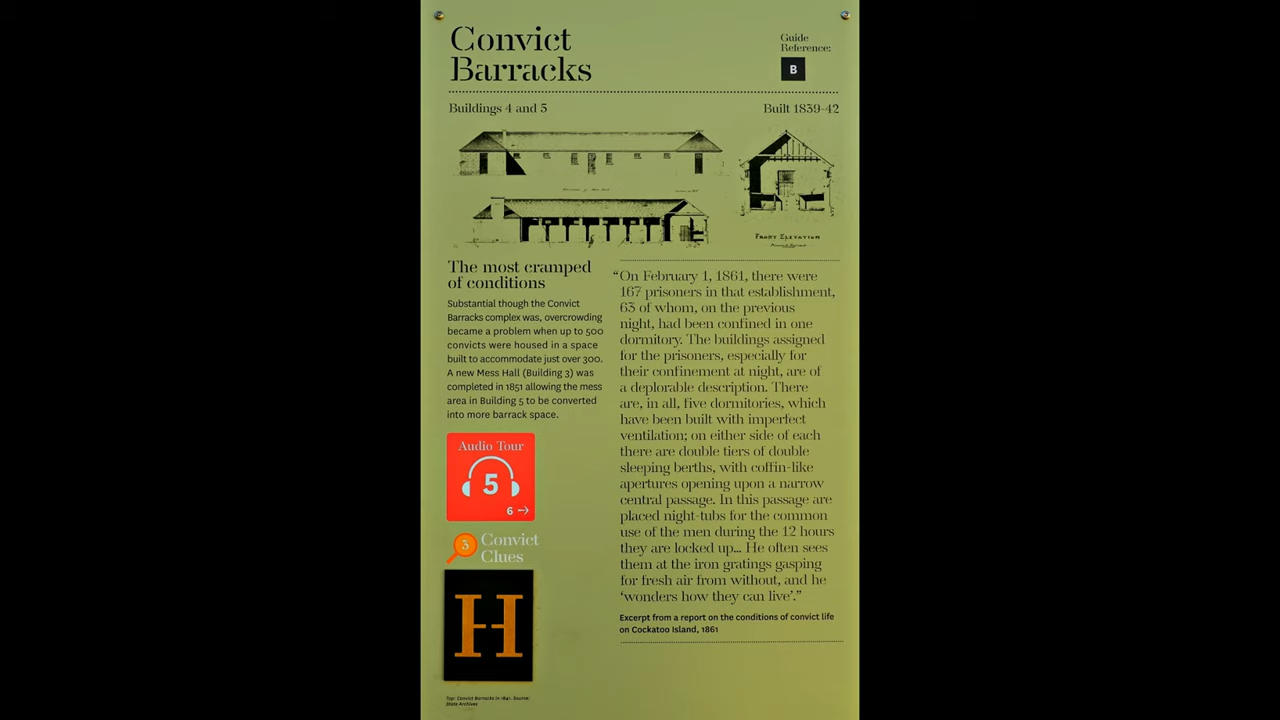 Convict
Barracks
Guide
Reference:
B
Buildings 4 and 5
Built 1839-42
FRONT ELEVATION
The most cramped
of conditions
Substantial though the Convict
Barracks complex was, overcrowding
became a problem when up to 500
convicts were housed in a space
built to accommodate just over 300.
A new Mess Hall (Building 3) was
completed in 1851 allowing the mess
area in Building 5 to be converted
into more barrack space.
Audio Tour
5
6 →
3
Convict
Clues
H
Top: Convict Barracks in 1841. Source:
State Archives
“On February 1, 1861, there were
167 prisoners in that establishment,
63 of whom, on the previous
night, had been confined in one
dormitory. The buildings assigned
for the prisoners, especially for
their confinement at night, are of
a deplorable description. There
are, in all, five dormitories, which
have been built with imperfect
ventilation; on either side of each
there are double tiers of double
sleeping berths, with coffin-like
apertures opening upon a narrow
central passage. In this passage are
placed night-tubs for the common
use of the men during the 12 hours
they are locked up... He often sees
them at the iron gratings gasping
for fresh air from without, and he
‘wonders how they can live’.”
Excerpt from a report on the conditions of convict life
on Cockatoo Island, 1861